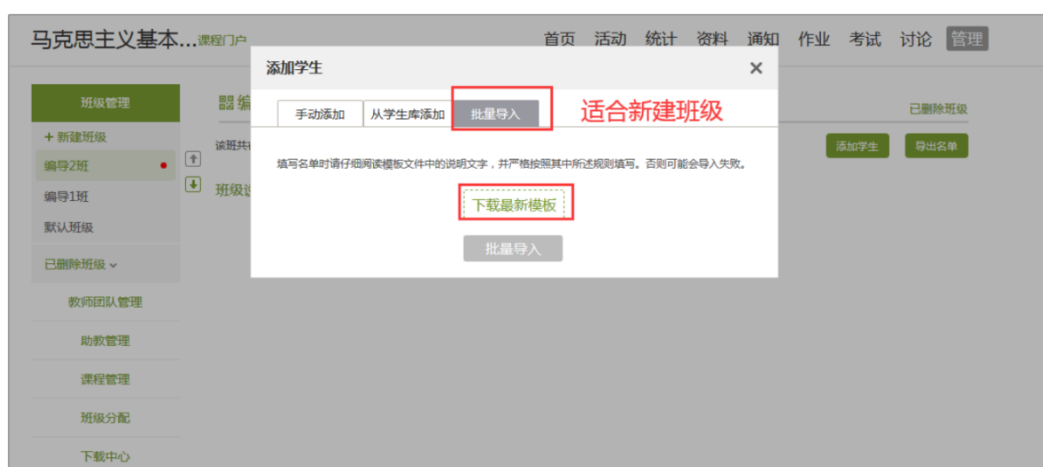 马克思主义基本...课程门户
首页 活动 统计 资料 通知 作业 考试 讨论 管理
添加学生
手动添加 从学生库添加 批量导入 适合新建班级
填写名单时请仔细阅读模板文件中的说明文字，并严格按照其中所述规则填写。否则可能会导入失败。
下载最新模板
批量导入
班级管理
+ 新建班级
编导2班
编导1班
默认班级
已删除班级
教师团队管理
助教管理
课程管理
班级分配
下载中心
编
已删除班级
该班共
添加学生 导出名单
班级